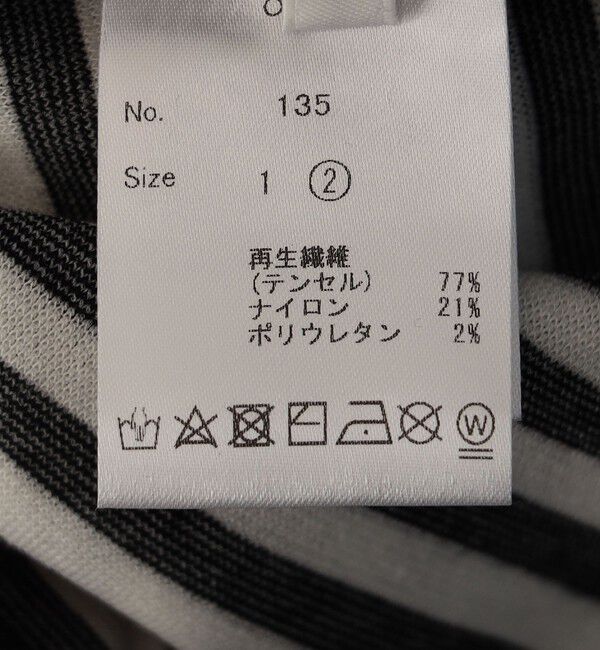 No. 135
Size 1 2
再生繊維
(テンセル) 77%
ナイロン 21%
ポリウレタン 2%
W